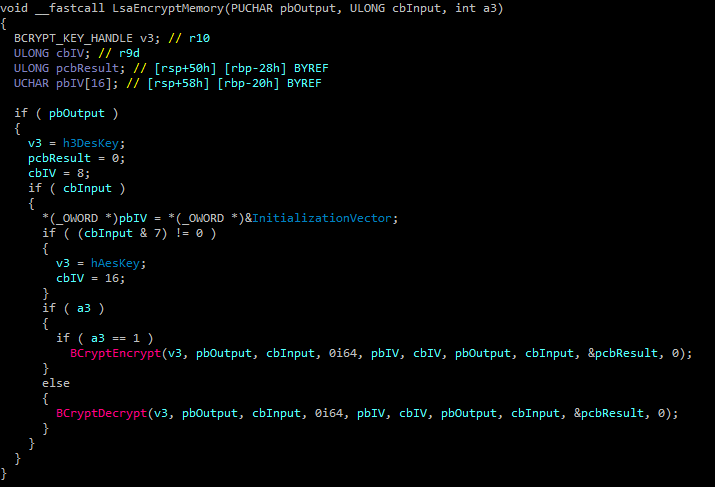 void __fastcall LsaEncryptMemory(PUCHAR pbOutput, ULONG cbInput, int a3)
{
  BCRYPT_KEY_HANDLE v3; // r10
  ULONG cbIV; // r9d
  ULONG pcbResult; // [rsp+50h] [rbp-28h] BYREF
  UCHAR pbIV[16]; // [rsp+58h] [rbp-20h] BYREF

  if ( pbOutput )
  {
    v3 = h3DesKey;
    pcbResult = 0;
    cbIV = 8;
    if ( cbInput )
    {
      *(_OWORD *)pbIV = *(_OWORD *)&InitializationVector;
      if ( (cbInput & 7) != 0 )
      {
        v3 = hAesKey;
        cbIV = 16;
      }
      if ( a3 )
      {
        if ( a3 == 1 )
          BCryptEncrypt(v3, pbOutput, cbInput, 0i64, pbIV, cbIV, pbOutput, cbInput, &pcbResult, 0);
      }
      else
      {
        BCryptDecrypt(v3, pbOutput, cbInput, 0i64, pbIV, cbIV, pbOutput, cbInput, &pcbResult, 0);
      }
    }
  }
}